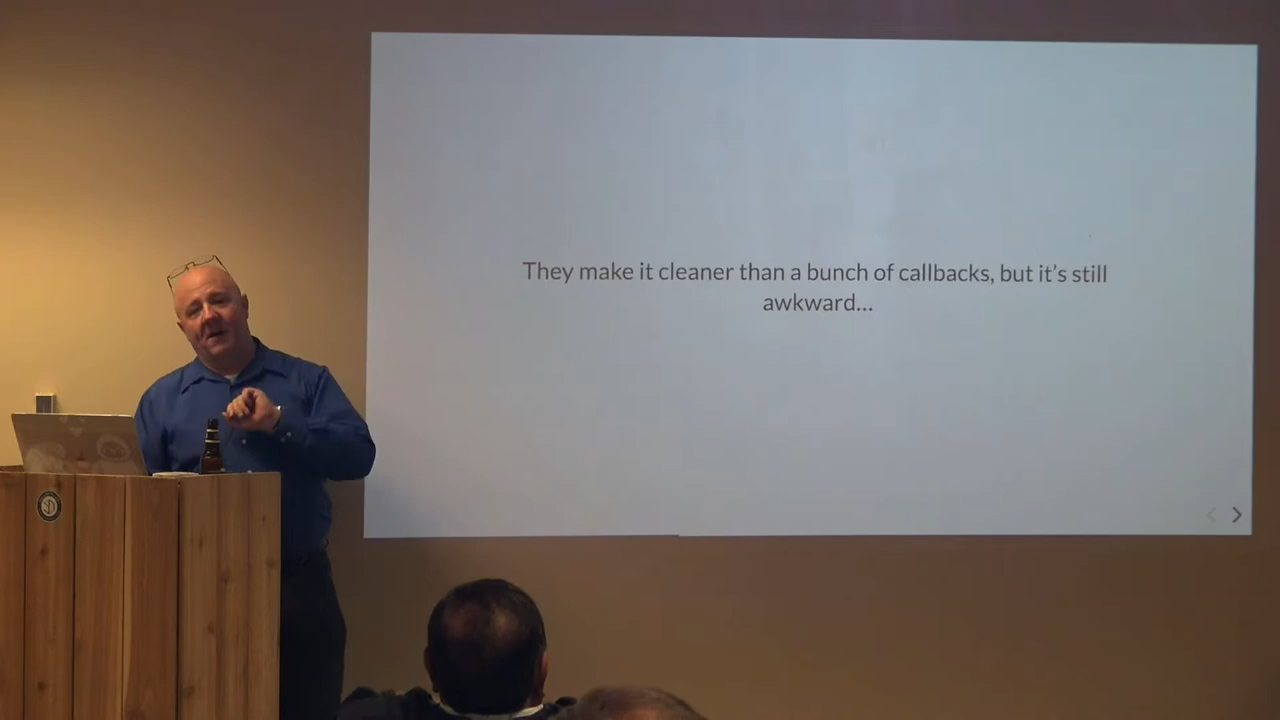 They make it cleaner than a bunch of callbacks, but it's still
awkward...